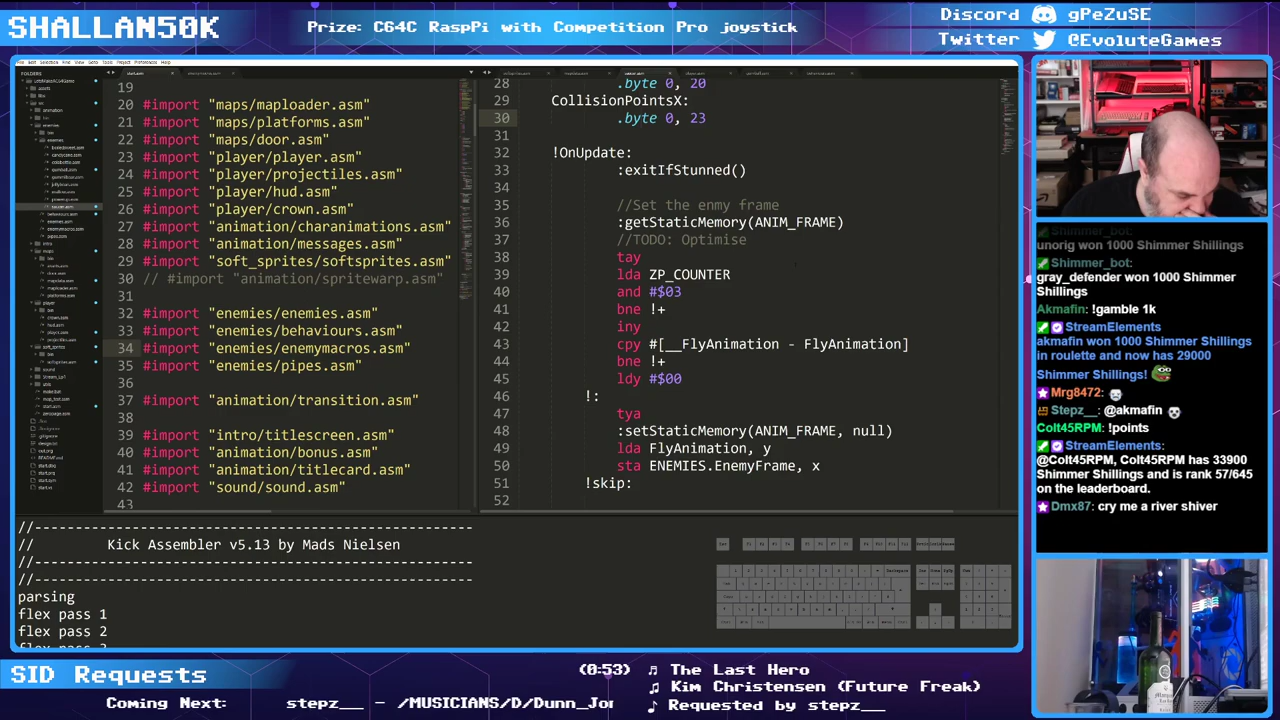 SHALLAN50K
Prize: C64C RaspPi with Competition Pro joystick
Discord gPeZuSE
Twitter @EvoluteGames
FOLDERS
19
20 #import "maps/maploader.asm"
21 #import "maps/platforms.asm"
22 #import "maps/door.asm"
23 #import "player/player.asm"
24 #import "player/projectiles.asm"
25 #import "player/hud.asm"
26 #import "player/crown.asm"
27 #import "animation/charanimations.asm"
28 #import "animation/messages.asm"
29 #import "soft_sprites/softsprites.asm"
30 // #import "animation/spritewarp.asm"
31
32 #import "enemies/enemies.asm"
33 #import "enemies/behaviours.asm"
34 #import "enemies/enemymacros.asm"
35 #import "enemies/pipes.asm"
36
37 #import "animation/transition.asm"
38
39 #import "intro/titlescreen.asm"
40 #import "animation/bonus.asm"
41 #import "animation/titlecard.asm"
42 #import "sound/sound.asm"
43
28 .byte 0, 20
29 CollisionPointsX:
30 .byte 0, 23
31
32 !OnUpdate:
33 :exitIfStunned()
34
35 //Set the enmy frame
36 :getStaticMemory(ANIM_FRAME)
37 //TODO: Optimise
38 tay
39 lda ZP_COUNTER
40 and #$03
41 bne !+
42 iny
43 cpy #[__FlyAnimation - FlyAnimation]
44 bne !+
45 ldy #$00
46 !:
47 tya
48 :setStaticMemory(ANIM_FRAME, null)
49 lda FlyAnimation, y
50 sta ENEMIES.EnemyFrame, x
51 !skip:
52
//------------------------------------------------------
// Kick Assembler v5.13 by Mads Nielsen
//------------------------------------------------------
//------------------------------------------------------
parsing
flex pass 1
flex pass 2
flex pass 3
Shimmer_bot:
unorig won 1000 Shimmer Shillings
Shimmer_bot:
gray_defender won 1000 Shimmer
Shillings
Akmafin: !gamble 1k
StreamElements
akmafin won 1000 Shimmer Shillings
in roulette and now has 29000
Shimmer Shillings!
Mrg8472:
Stepz__: @akmafin
Colt45RPM: !points
StreamElements:
@Colt45RPM, Colt45RPM has 33900
Shimmer Shillings and is rank 57/645
on the leaderboard.
Dmx87: cry me a river shiver
SID Requests
Coming Next: stepz__ - /MUSICIANS/D/Dunn_Jo
(0:53) ♫ The Last Hero
♫ Kim Christensen (Future Freak)
♪ Requested by stepz__